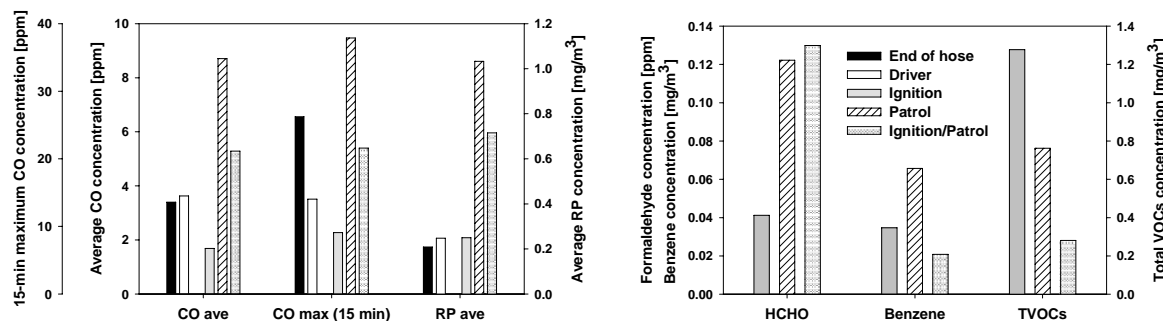 15-min maximum CO concentration [ppm]
40
30
20
10
0
Average CO concentration [ppm]
10
8
6
4
2
0
1.2
1.0
0.8
0.6
0.4
0.2
0.0
Average RP concentration [mg/m³]
CO ave
CO max (15 min)
RP ave
Formaldehyde concentration [ppm]
Benzene concentration [mg/m³]
0.14
0.12
0.10
0.08
0.06
0.04
0.02
0.00
End of hose
Driver
Ignition
Patrol
Ignition/Patrol
1.4
1.2
1.0
0.8
0.6
0.4
0.2
0.0
Total VOCs concentration [mg/m³]
HCHO
Benzene
TVOCs